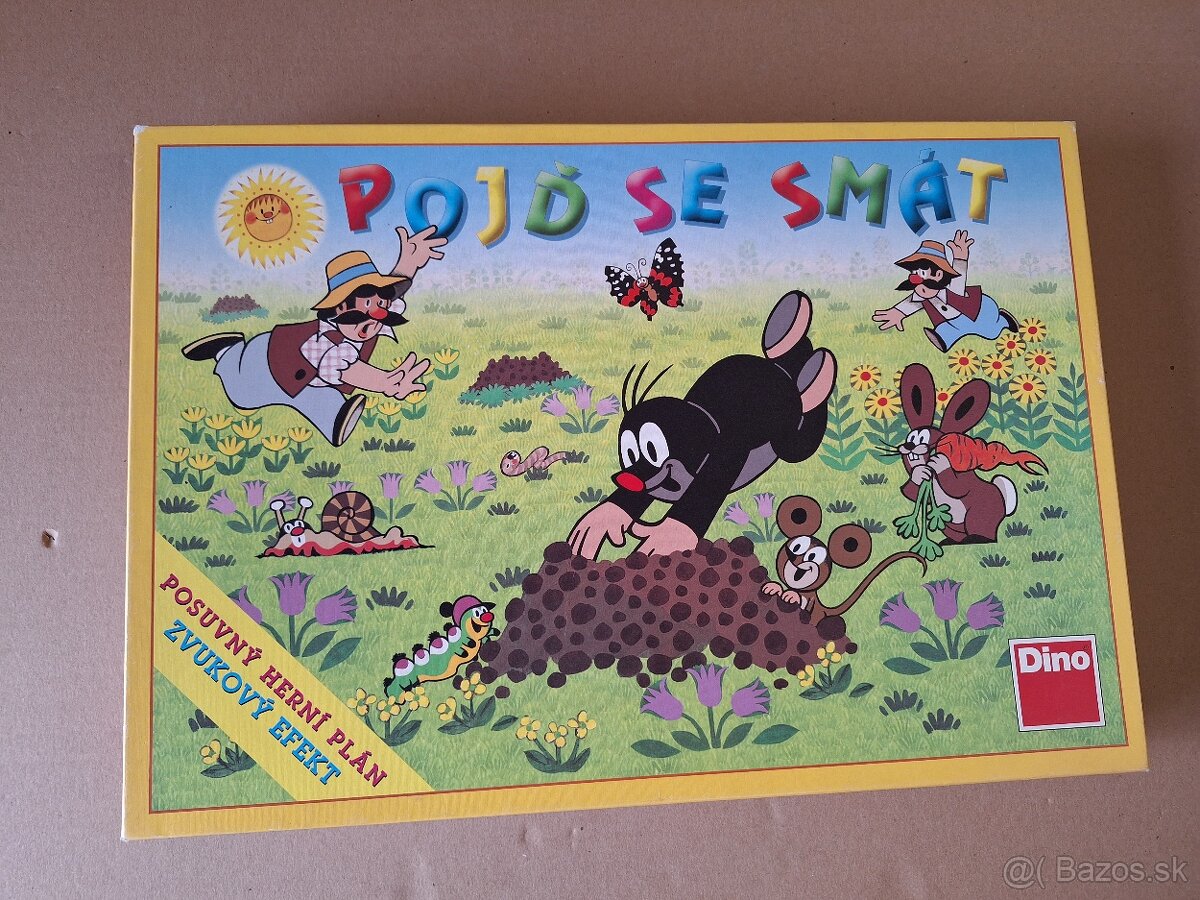 POJĎ SE SMÁT
POSUVNÝ HERNÍ PLÁN
ZVUKOVÝ EFEKT
Dino
@( Bazos.sk